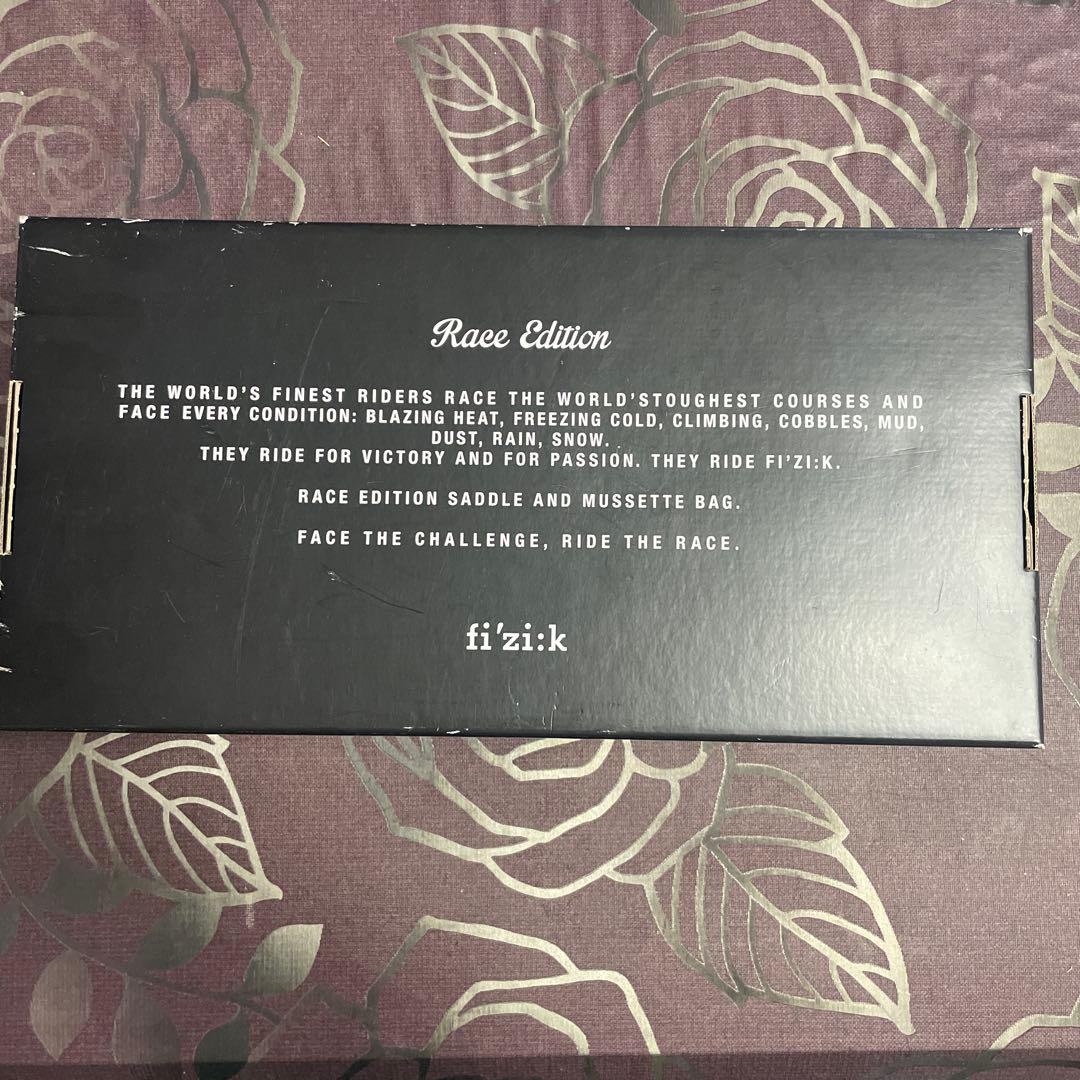 Race Edition
THE WORLD'S FINEST RIDERS RACE THE WORLD'STOUGHEST COURSES AND
FACE EVERY CONDITION: BLAZING HEAT, FREEZING COLD, CLIMBING, COBBLES, MUD,
DUST, RAIN, SNOW.
THEY RIDE FOR VICTORY AND FOR PASSION. THEY RIDE FI'ZI:K.
RACE EDITION SADDLE AND MUSSETTE BAG.
FACE THE CHALLENGE, RIDE THE RACE.
fi'zi:k